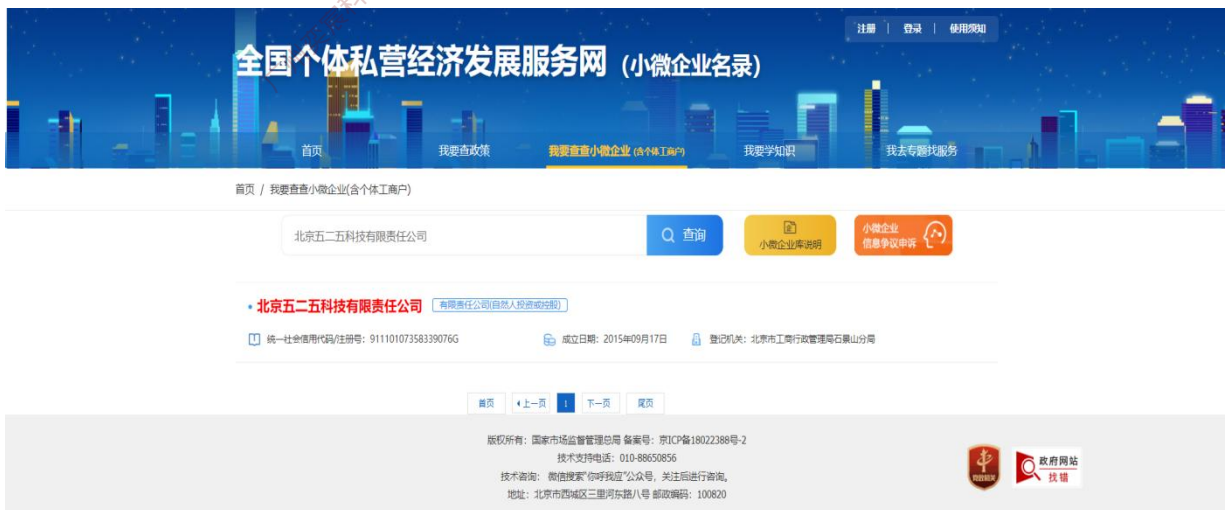 注册 | 登录 | 使用须知
全国个体私营经济发展服务网 (小微企业名录)
首页 我要查政策 我要查查小微企业 (含个体工商户) 我要学知识 我去专题找服务
首页 / 我要查查小微企业(含个体工商户)
北京五二五科技有限责任公司 查询 小微企业库说明 小微企业
信息争议申诉
• 北京五二五科技有限责任公司 有限责任公司(自然人投资或控股)
统一社会信用代码/注册号: 91110107358339076G 成立日期: 2015年09月17日 登记机关: 北京市工商行政管理局石景山分局
首页 上一页 1 下一页 尾页
版权所有: 国家市场监督管理总局 备案号: 京ICP备18022388号-2
技术支持电话: 010-88650856
技术咨询: 微信搜索"你呼我应"公众号, 关注后进行咨询。
地址: 北京市西城区三里河东路八号 邮政编码: 100820
党政机关
政府网站
找错